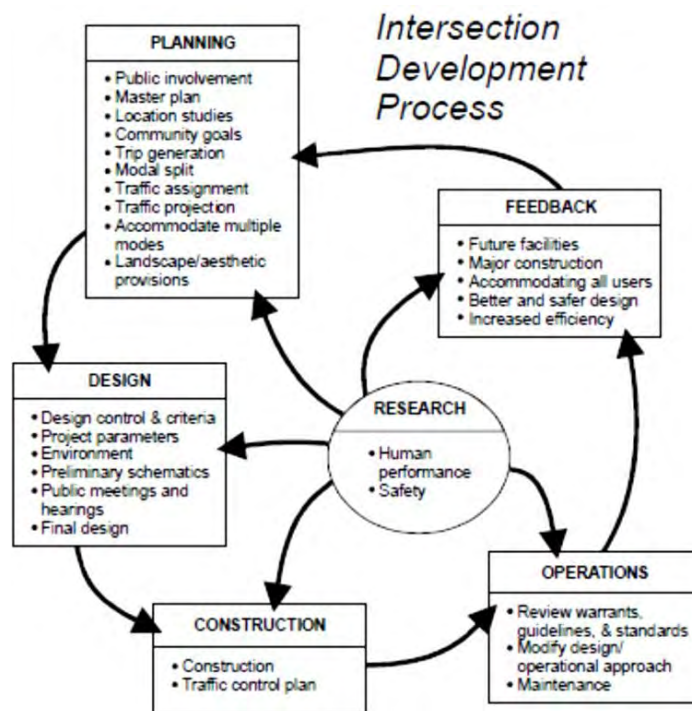 Intersection
Development
Process
PLANNING
• Public involvement
• Master plan
• Location studies
• Community goals
• Trip generation
• Modal split
• Traffic assignment
• Traffic projection
• Accommodate multiple
modes
• Landscape/aesthetic
provisions
FEEDBACK
• Future facilities
• Major construction
• Accommodating all users
• Better and safer design
• Increased efficiency
DESIGN
• Design control & criteria
• Project parameters
• Environment
• Preliminary schematics
• Public meetings and
hearings
• Final design
RESEARCH
• Human
performance
• Safety
CONSTRUCTION
• Construction
• Traffic control plan
OPERATIONS
• Review warrants,
guidelines, & standards
• Modify design/
operational approach
• Maintenance